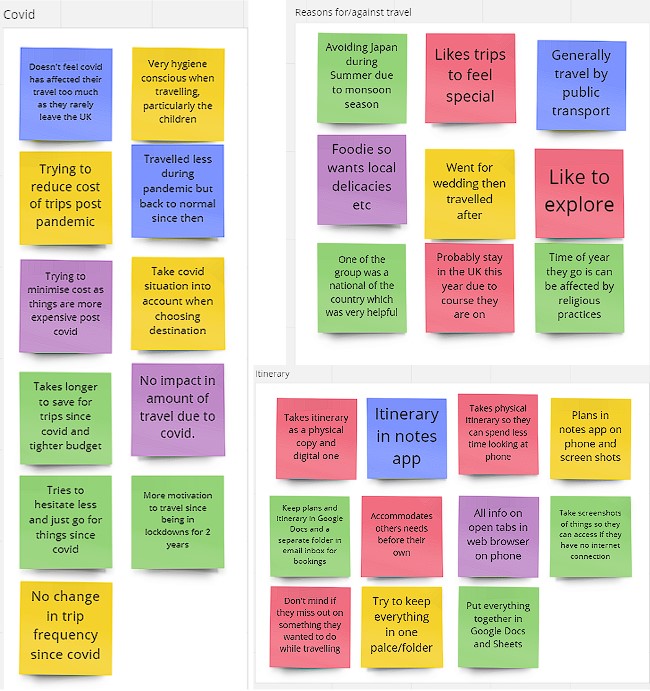 Covid
Doesn't feel covid
has affected their
travel too much
as they rarely
leave the UK
Very hygiene
conscious when
travelling,
particularly the
children
Trying to
reduce cost
of trips post
pandemic
Travelled less
during
pandemic but
back to normal
since then
Trying to
minimise cost as
things are more
expensive post
covid
Take covid
situation into
account when
choosing
destination
Takes longer
to save for
trips since
covid and
tighter budget
No impact in
amount of
travel due to
covid.
Tries to
hesitate less
and just go for
things since
covid
More motivation
to travel since
being in
lockdowns for 2
years
No change
in trip
frequency
since covid
Reasons for/against travel
Avoiding Japan
during
Summer due
to monsoon
season
Likes trips
to feel
special
Generally
travel by
public
transport
Foodie so
wants local
delicacies
etc
Went for
wedding then
travelled
after
Like to
explore
One of the
group was a
national of the
country which
was very helpful
Probably stay
in the UK this
year due to
course they
are on
Time of year
they go is can
be affected by
religious
practices
Itinerary
Takes itinerary
as a physical
copy and
digital one
Itinerary
in notes
app
Takes physical
itinerary so they
can spend less
time looking at
phone
Plans in
notes app on
phone and
screen shots
Keep plans and
itinerary in Google
Docs and a
separate folder in
email inbox for
bookings
Accommodates
others needs
before their
own
All info on
open tabs in
web browser
on phone
Take screenshots
of things so they
can access if they
have no internet
connection
Don't mind if
they miss out on
something they
wanted to do
while travelling
Try to keep
everything
in one
palce/folder
Put everything
together in
Google Docs
and Sheets